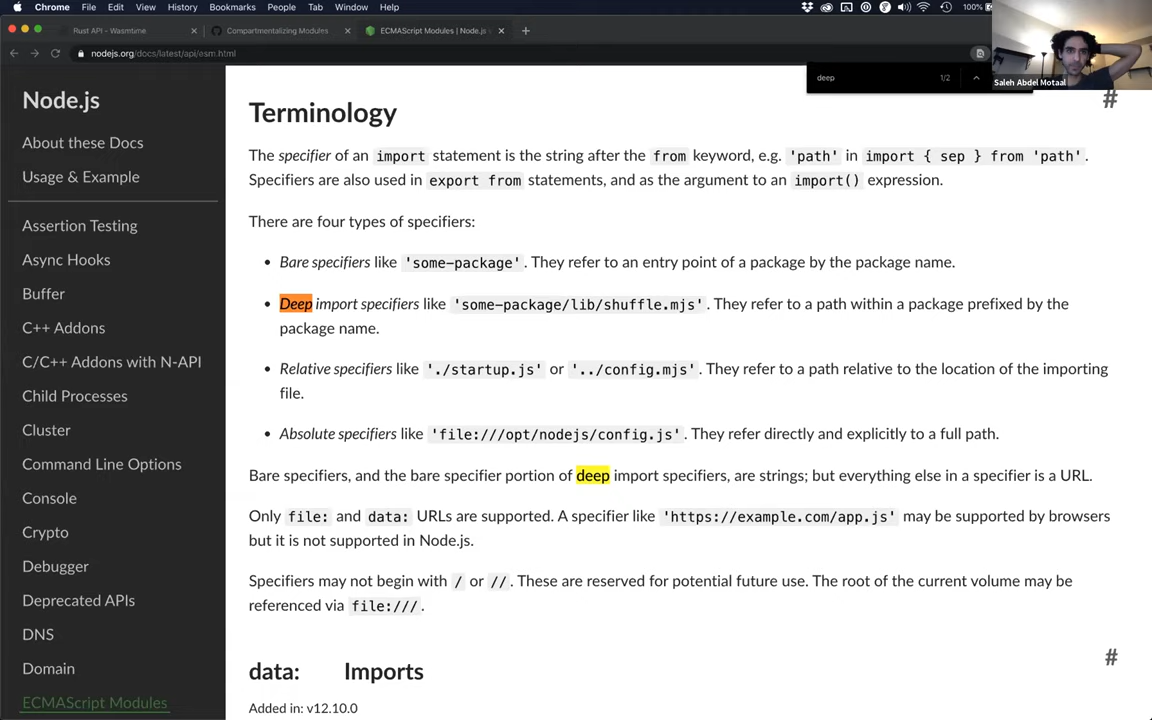 Chrome File Edit View History Bookmarks People Tab Window Help 100%
Rust API - Wasmtime Compartmentalizing Modules ECMAScript Modules | Node.js
nodejs.org/docs/latest/api/esm.html
deep 1/2
Saleh Abdel Motaal
Node.js
About these Docs
Usage & Example
Assertion Testing
Async Hooks
Buffer
C++ Addons
C/C++ Addons with N-API
Child Processes
Cluster
Command Line Options
Console
Crypto
Debugger
Deprecated APIs
DNS
Domain
ECMAScript Modules
Terminology #
The specifier of an import statement is the string after the from keyword, e.g. 'path' in import { sep } from 'path'.
Specifiers are also used in export from statements, and as the argument to an import() expression.
There are four types of specifiers:
• Bare specifiers like 'some-package'. They refer to an entry point of a package by the package name.
• Deep import specifiers like 'some-package/lib/shuffle.mjs'. They refer to a path within a package prefixed by the
package name.
• Relative specifiers like './startup.js' or '../config.mjs'. They refer to a path relative to the location of the importing
file.
• Absolute specifiers like 'file:///opt/nodejs/config.js'. They refer directly and explicitly to a full path.
Bare specifiers, and the bare specifier portion of deep import specifiers, are strings; but everything else in a specifier is a URL.
Only file: and data: URLs are supported. A specifier like 'https://example.com/app.js' may be supported by browsers
but it is not supported in Node.js.
Specifiers may not begin with / or //. These are reserved for potential future use. The root of the current volume may be
referenced via file:///.
data: Imports #
Added in: v12.10.0